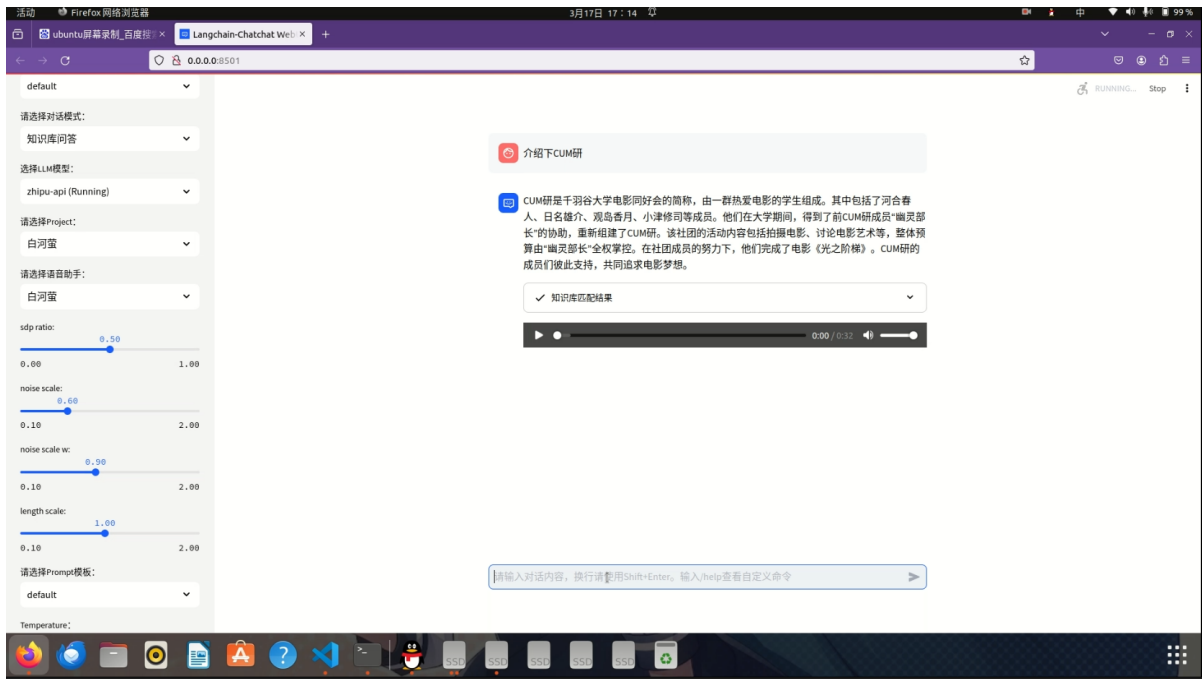 活动
Firefox 网络浏览器
3月17日 17：14
中
99 %
ubuntu屏幕录制_百度搜
Langchain-Chatchat Web
0.0.0.0:8501
RUNNING...
Stop
default
请选择对话模式：
知识库问答
选择LLM模型：
zhipu-api (Running)
请选择Project：
白河萤
请选择语音助手：
白河萤
sdp ratio:
0.50
0.00 1.00
noise scale:
0.60
0.10 2.00
noise scale w:
0.90
0.10 2.00
length scale:
1.00
0.10 2.00
请选择Prompt模板：
default
Temperature：
介绍下CUM研
CUM研是千羽谷大学电影同好会的简称，由一群热爱电影的学生组成。其中包括了河合春
人、日名雄介、观岛香月、小津修司等成员。他们在大学期间，得到了前CUM研成员“幽灵部
长”的协助，重新组建了CUM研。该社团的活动内容包括拍摄电影、讨论电影艺术等，整体预
算由“幽灵部长”全权掌控。在社团成员的努力下，他们完成了电影《光之阶梯》。CUM研的
成员们彼此支持，共同追求电影梦想。
知识库匹配结果
0:00 / 0:32
请输入对话内容，换行请使用Shift+Enter。输入/help查看自定义命令
SSD
SSD
SSD
SSD
SSD